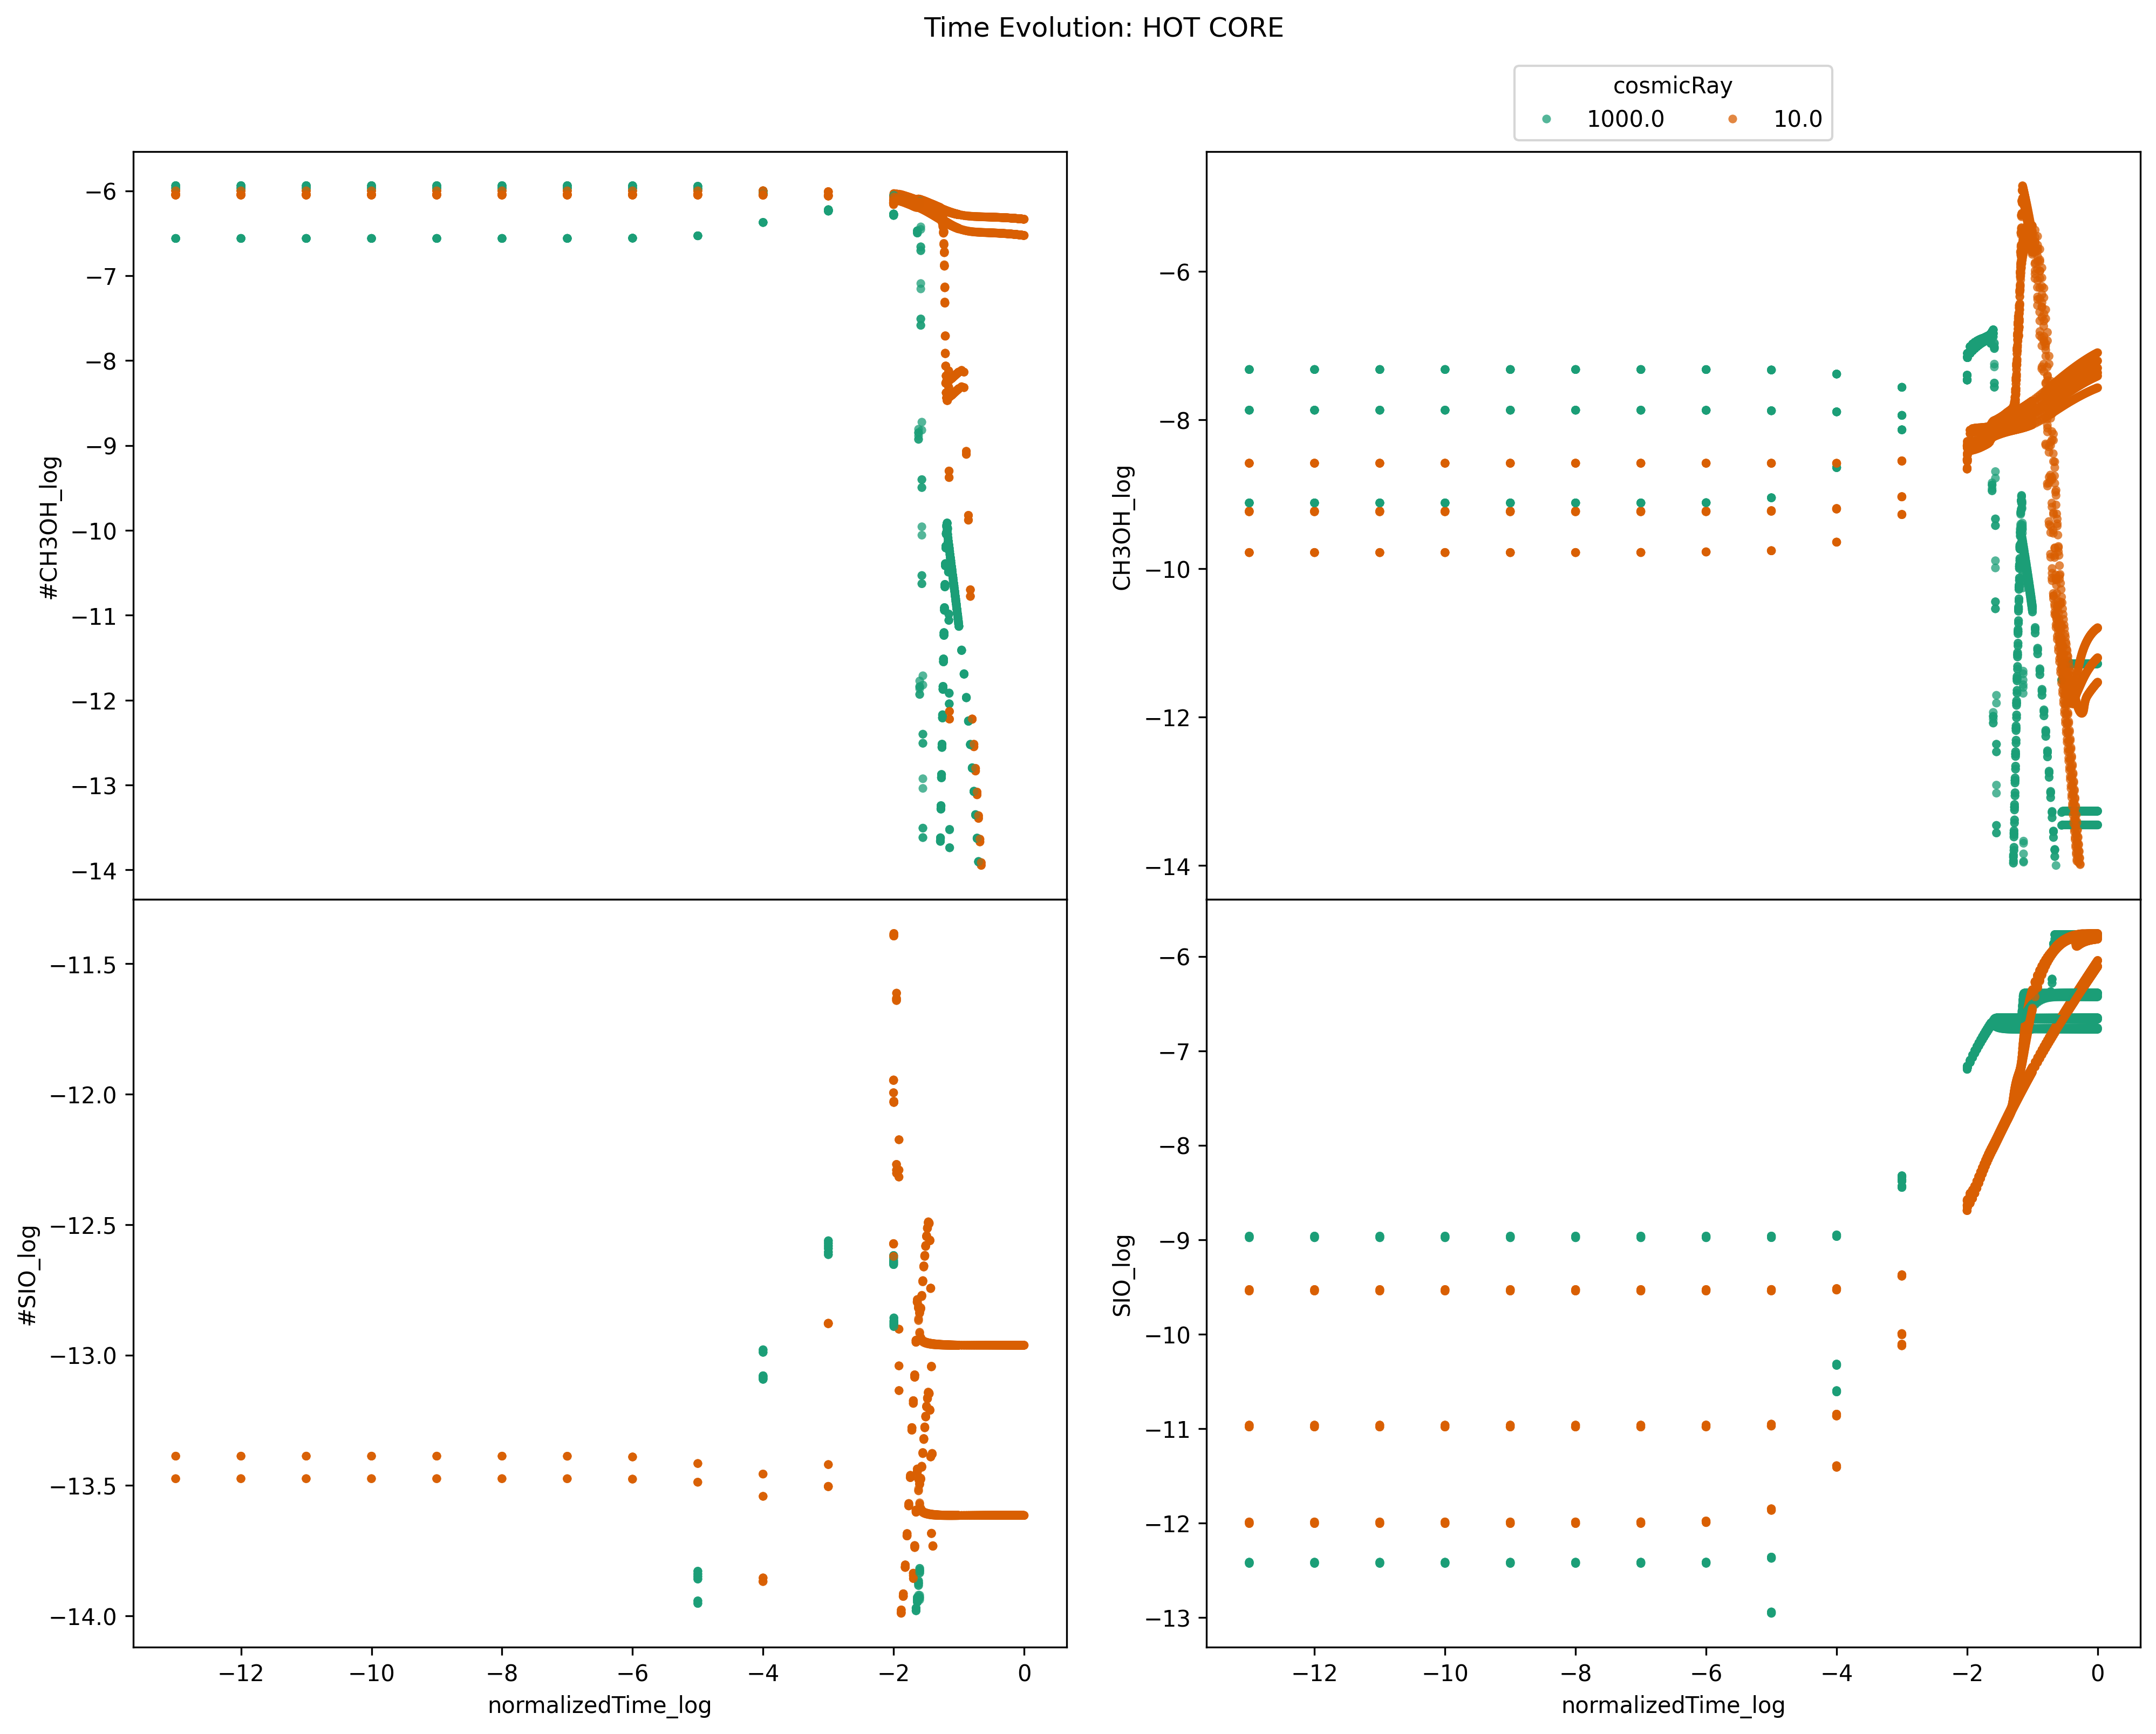 Time Evolution: HOT CORE
cosmicRay
1000.0 10.0
−6
−7
−8
−9
−10
−11
−12
−13
−14
#CH3OH_log
−6
−8
−10
−12
−14
CH3OH_log
−11.5
−12.0
−12.5
−13.0
−13.5
−14.0
#SIO_log
−12 −10 −8 −6 −4 −2 0
normalizedTime_log
−6
−7
−8
−9
−10
−11
−12
−13
SIO_log
−12 −10 −8 −6 −4 −2 0
normalizedTime_log